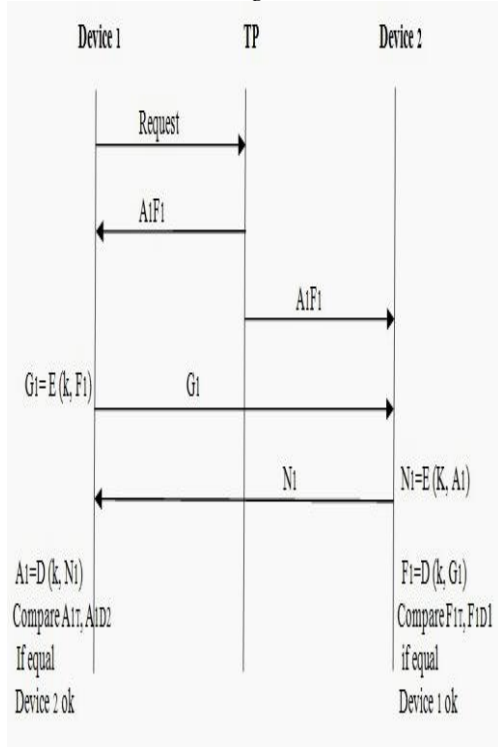 Device 1 TP Device 2
Request
A1F1
A1F1
G1= E (k, F1) G1
N1 N1=E (K, A1)
A1=D (k, N1) F1=D (k, G1)
Compare A1T, A1D2 Compare F1T, F1D1
If equal if equal
Device 2 ok Device 1 ok